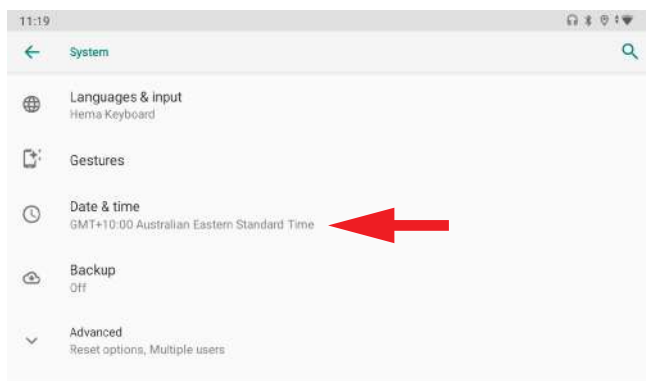 11:19
System
Languages & input
Hema Keyboard
Gestures
Date & time
GMT+10:00 Australian Eastern Standard Time
Backup
Off
Advanced
Reset options, Multiple users